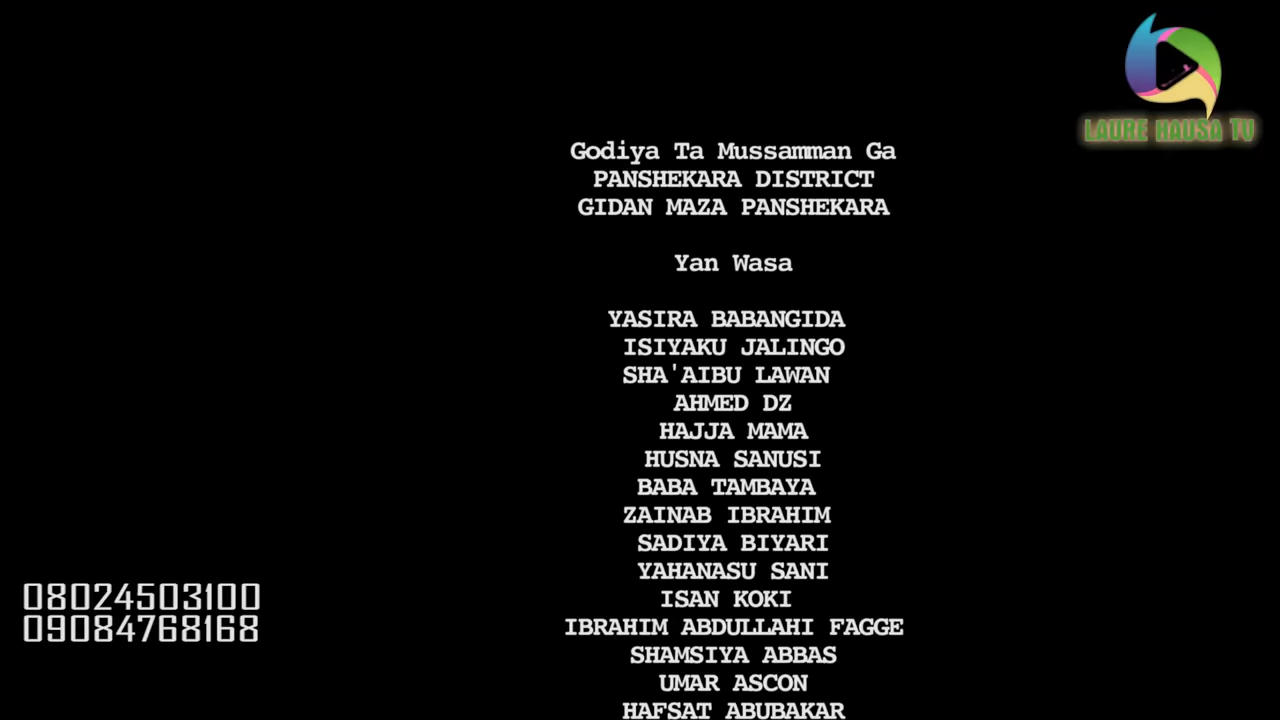 LAURE HAUSA TV
Godiya Ta Mussamman Ga
PANSHEKARA DISTRICT
GIDAN MAZA PANSHEKARA
Yan Wasa
YASIRA BABANGIDA
ISIYAKU JALINGO
SHA'AIBU LAWAN
AHMED DZ
HAJJA MAMA
HUSNA SANUSI
BABA TAMBAYA
ZAINAB IBRAHIM
SADIYA BIYARI
YAHANASU SANI
ISAN KOKI
IBRAHIM ABDULLAHI FAGGE
SHAMSIYA ABBAS
UMAR ASCON
HAFSAT ABUBAKAR
08024503100
09084768168